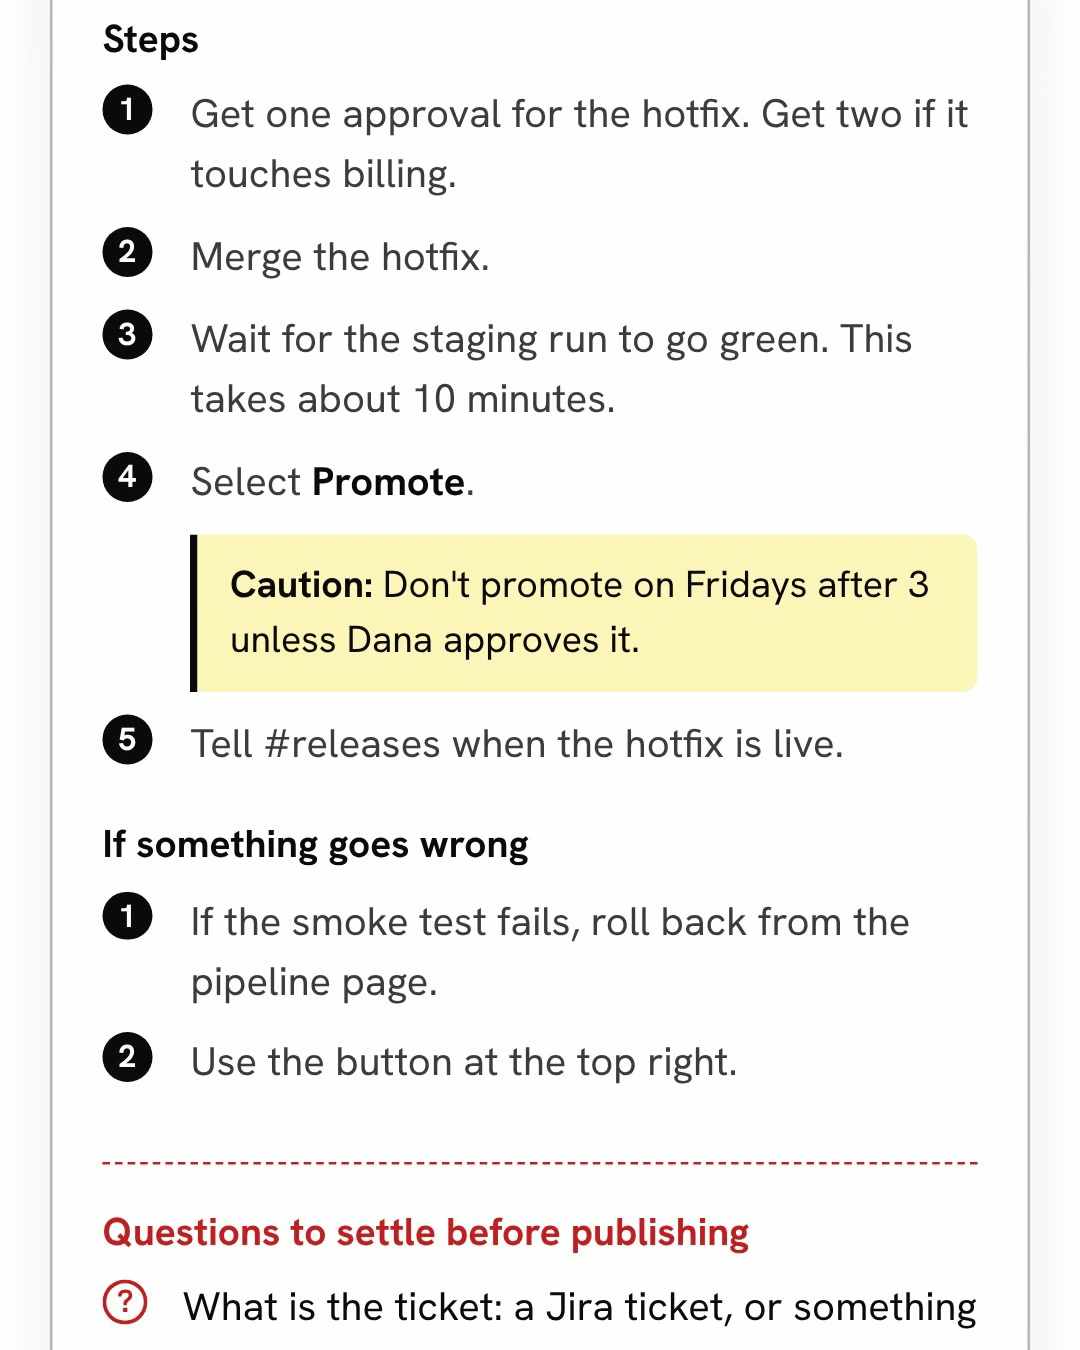 Steps
1 Get one approval for the hotfix. Get two if it
touches billing.
2 Merge the hotfix.
3 Wait for the staging run to go green. This
takes about 10 minutes.
4 Select Promote.
Caution: Don't promote on Fridays after 3
unless Dana approves it.
5 Tell #releases when the hotfix is live.
If something goes wrong
1 If the smoke test fails, roll back from the
pipeline page.
2 Use the button at the top right.
Questions to settle before publishing
? What is the ticket: a Jira ticket, or something